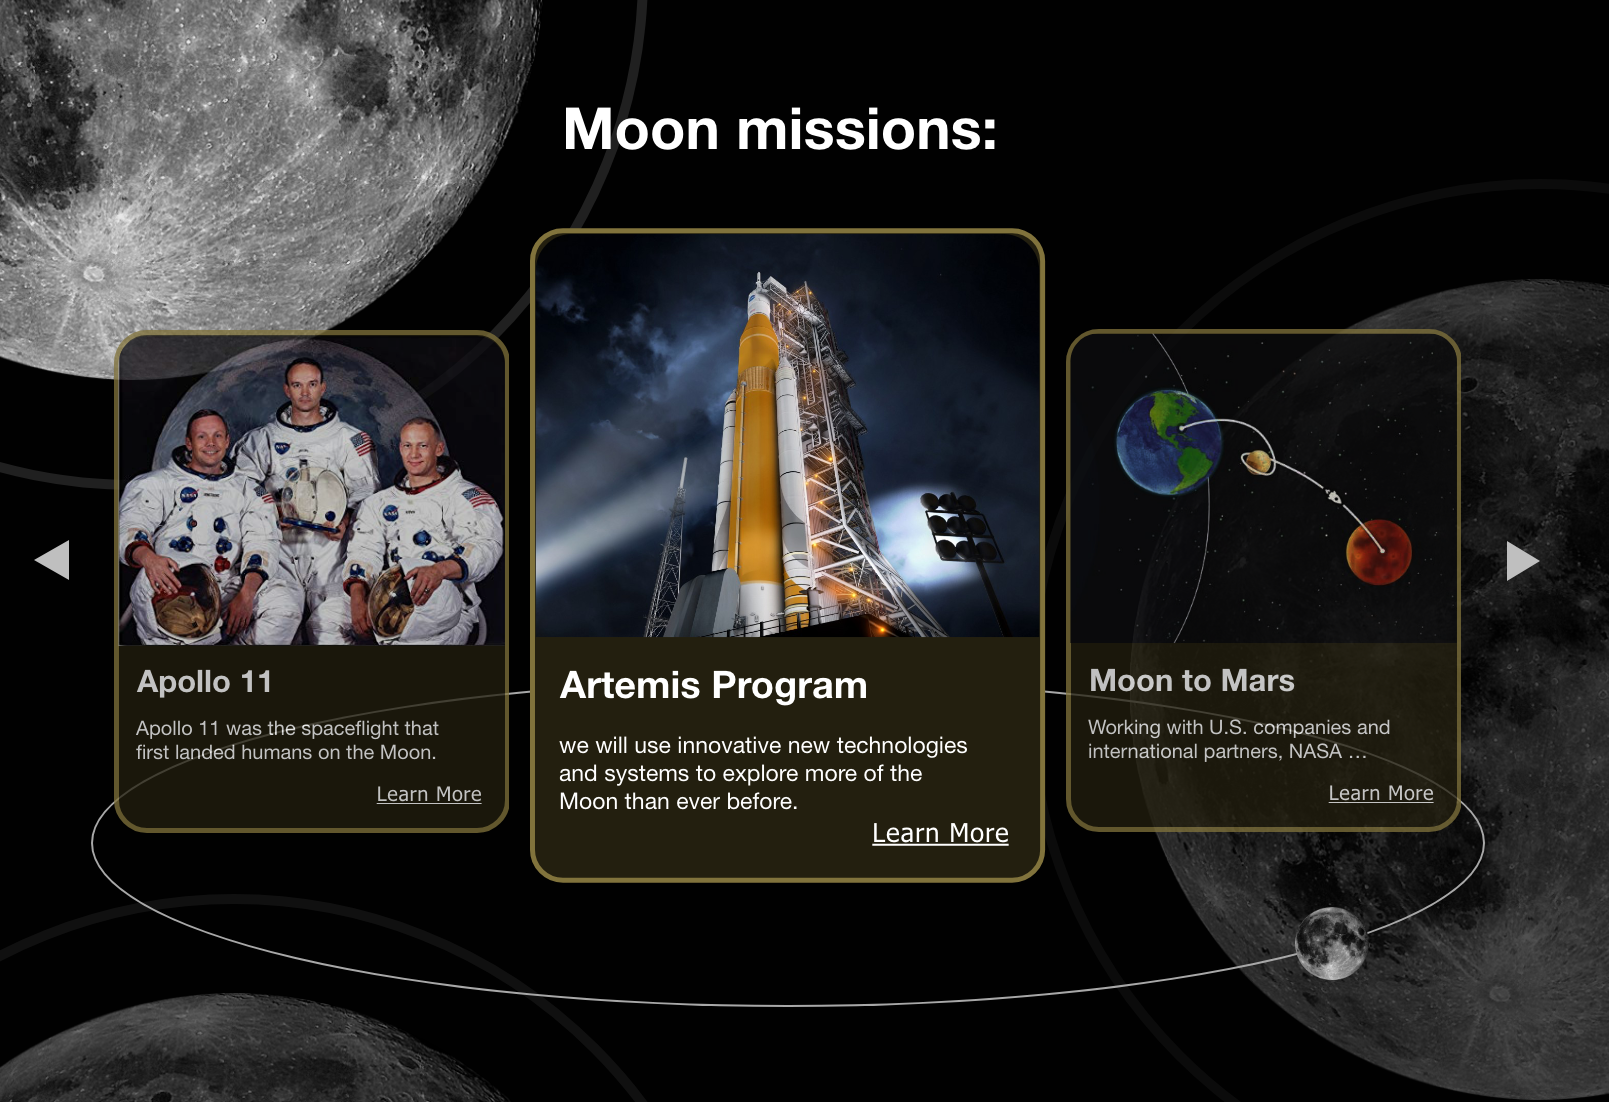 Moon missions:
Apollo 11
Apollo 11 was the spaceflight that
first landed humans on the Moon.
Learn More
Artemis Program
we will use innovative new technologies
and systems to explore more of the
Moon than ever before.
Learn More
Moon to Mars
Working with U.S. companies and
international partners, NASA ...
Learn More